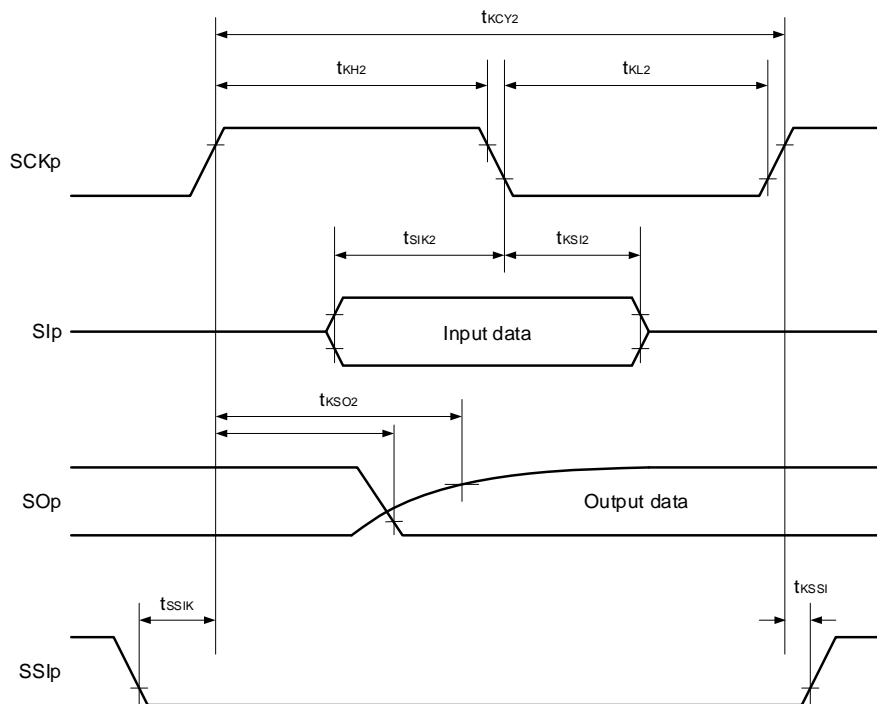 tKCY2
tKH2
tKL2
SCKp
tSIK2
tKSI2
SIp
Input data
tKSO2
SOp
Output data
tSSIK
tKSSI
SSIp